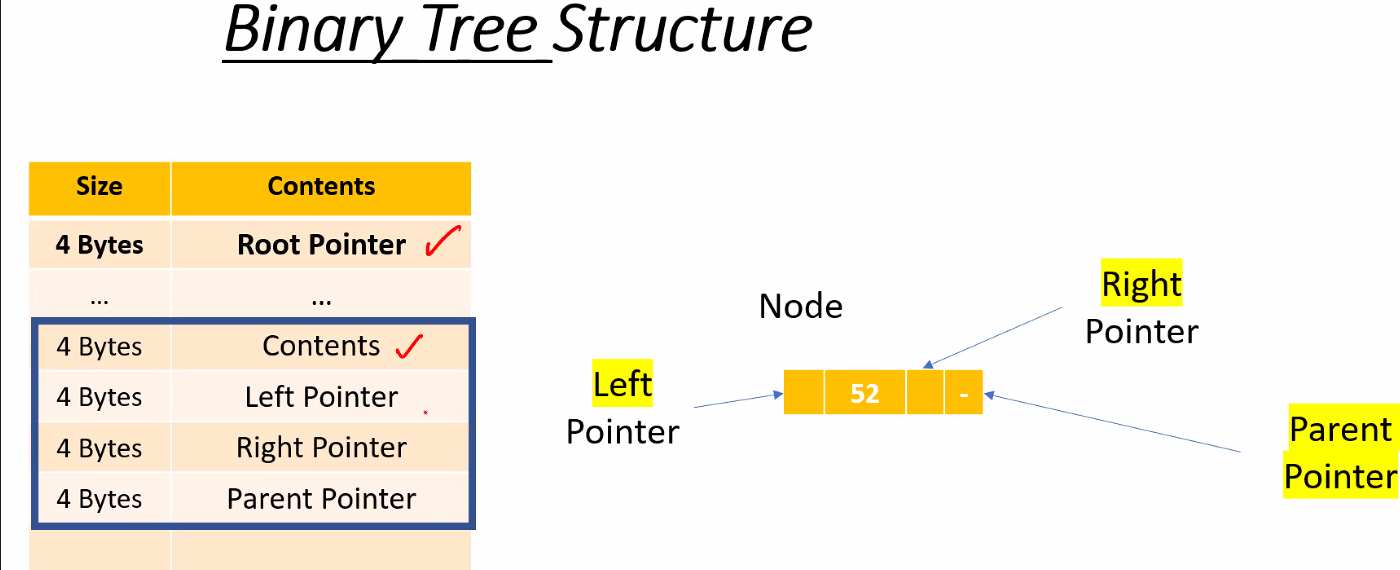 Binary Tree Structure
Size Contents
4 Bytes Root Pointer
... ...
4 Bytes Contents
4 Bytes Left Pointer
4 Bytes Right Pointer
4 Bytes Parent Pointer
Node
Left
Pointer
52 -
Right
Pointer
Parent
Pointer